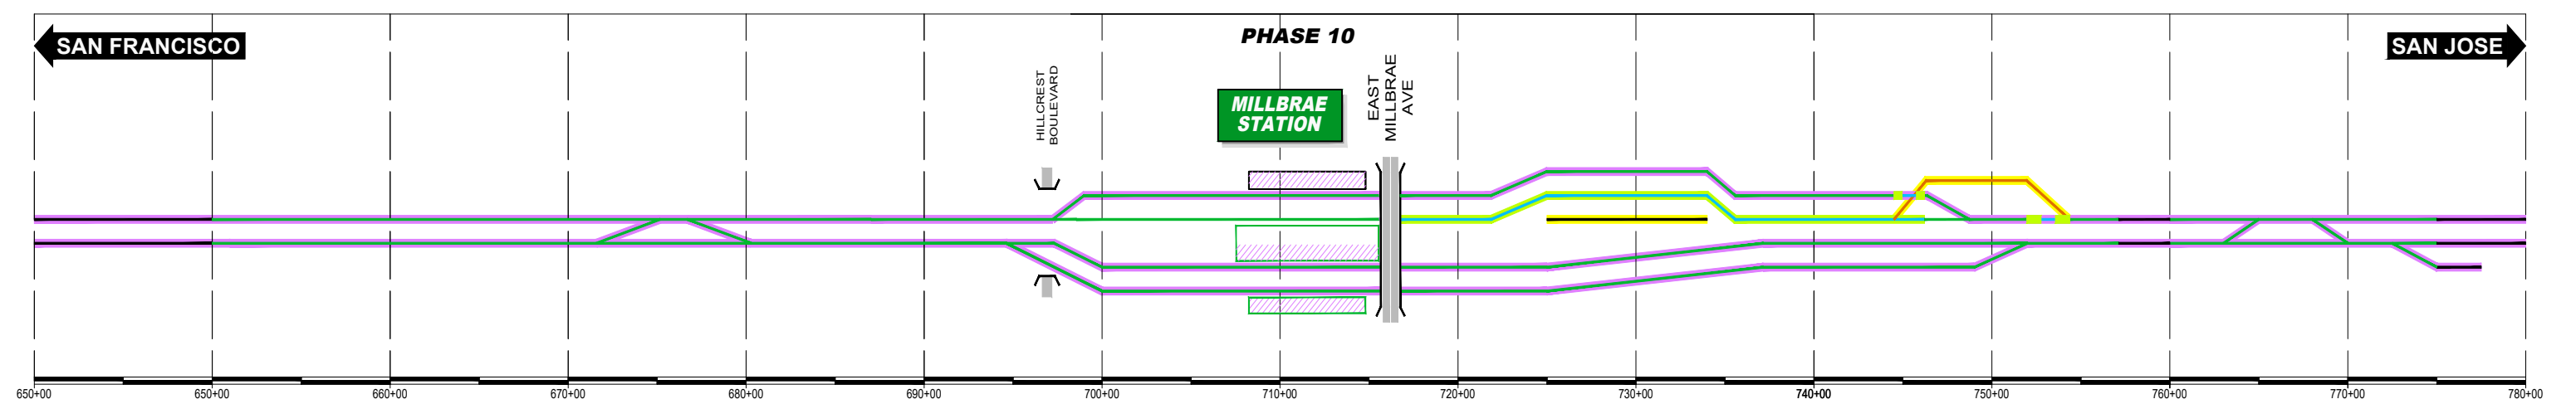 PHASE 10
SAN FRANCISCO
SAN JOSE
HILLCREST
BOULEVARD
MILLBRAE
STATION
EAST
MILLBRAE
AVE
650+00
650+00
660+00
670+00
680+00
690+00
700+00
710+00
720+00
730+00
740+00
750+00
760+00
770+00
780+00